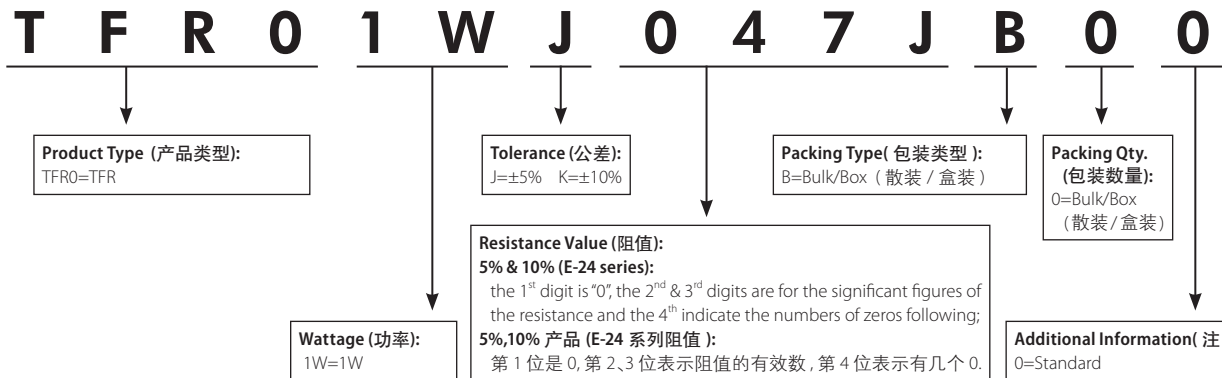 T F R 0 1 W J 0 4 7 J B 0 0
Product Type (产品类型):
TFR0=TFR
Tolerance (公差):
J=±5% K=±10%
Packing Type( 包装类型 ):
B=Bulk/Box ( 散装 / 盒装 )
Packing Qty.
(包装数量):
0=Bulk/Box
(散装/盒装)
Resistance Value (阻值):
5% & 10% (E-24 series):
the 1st digit is "0", the 2nd & 3rd digits are for the significant figures of
the resistance and the 4th indicate the numbers of zeros following;
5%,10% 产品 (E-24 系列阻值 ):
第 1 位是 0, 第 2、3 位表示阻值的有效数 , 第 4 位表示有几个 0.
Wattage (功率):
1W=1W
Additional Information( 注
0=Standard